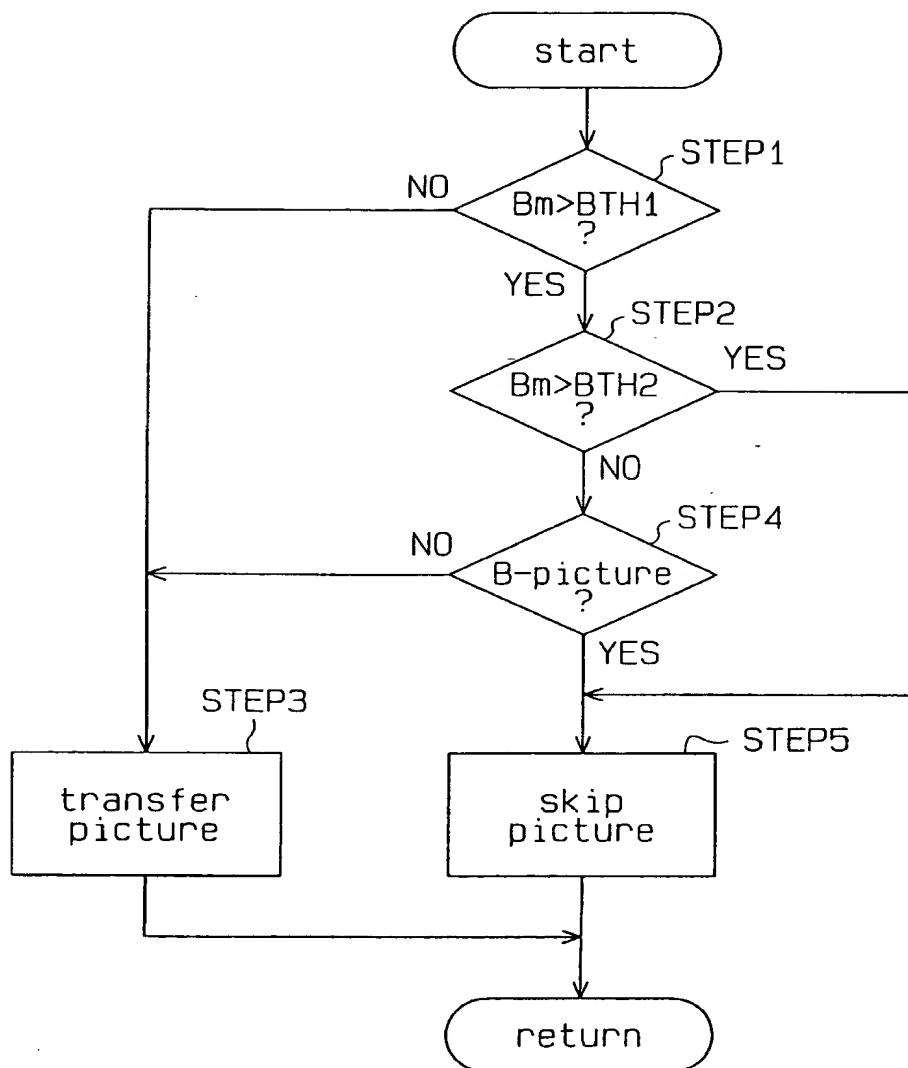 start
STEP1
NO
Bm>BTH1
?
YES
STEP2
YES
Bm>BTH2
?
NO
STEP4
NO
B-picture
?
YES
STEP3
STEP5
transfer
picture
skip
picture
return